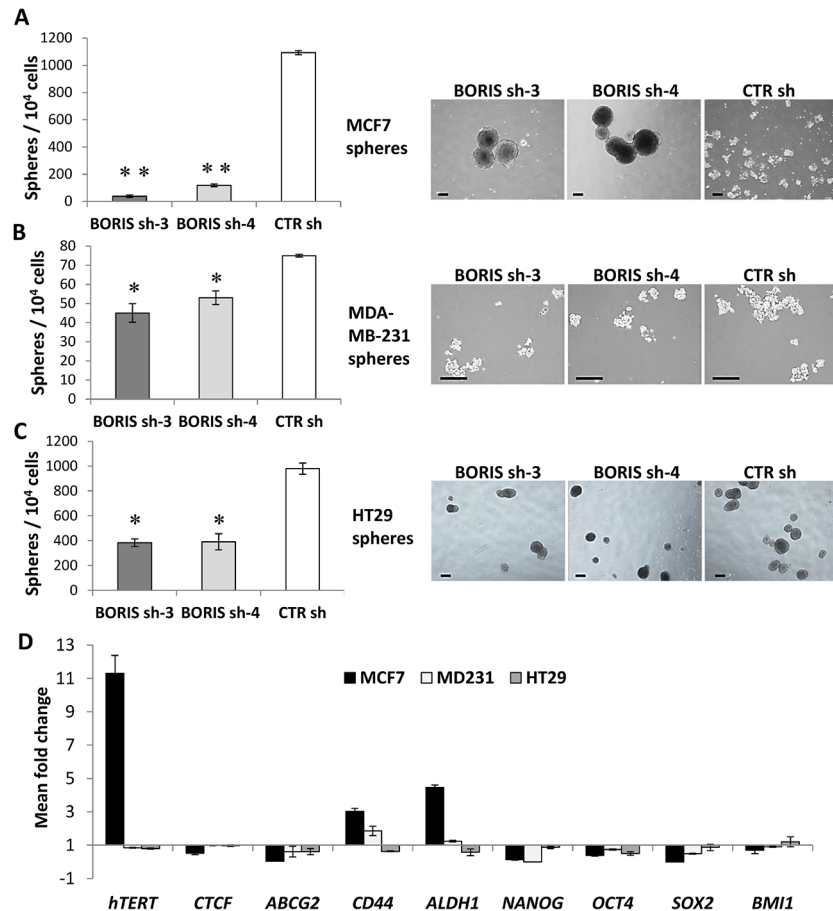 A
Spheres / 10⁴ cells
1200
1000
800
600
400
200
0
* *
* *
BORIS sh-3 BORIS sh-4 CTR sh
MCF7
spheres
BORIS sh-3 BORIS sh-4 CTR sh
B
Spheres / 10⁴ cells
80
70
60
50
40
30
20
10
0
*
*
BORIS sh-3 BORIS sh-4 CTR sh
MDA-
MB-231
spheres
BORIS sh-3 BORIS sh-4 CTR sh
C
Spheres / 10⁴ cells
1200
1000
800
600
400
200
0
*
*
BORIS sh-3 BORIS sh-4 CTR sh
HT29
spheres
BORIS sh-3 BORIS sh-4 CTR sh
D
Mean fold change
13
11
9
7
5
3
1
-1
MCF7 MD231 HT29
hTERT CTCF ABCG2 CD44 ALDH1 NANOG OCT4 SOX2 BMI1